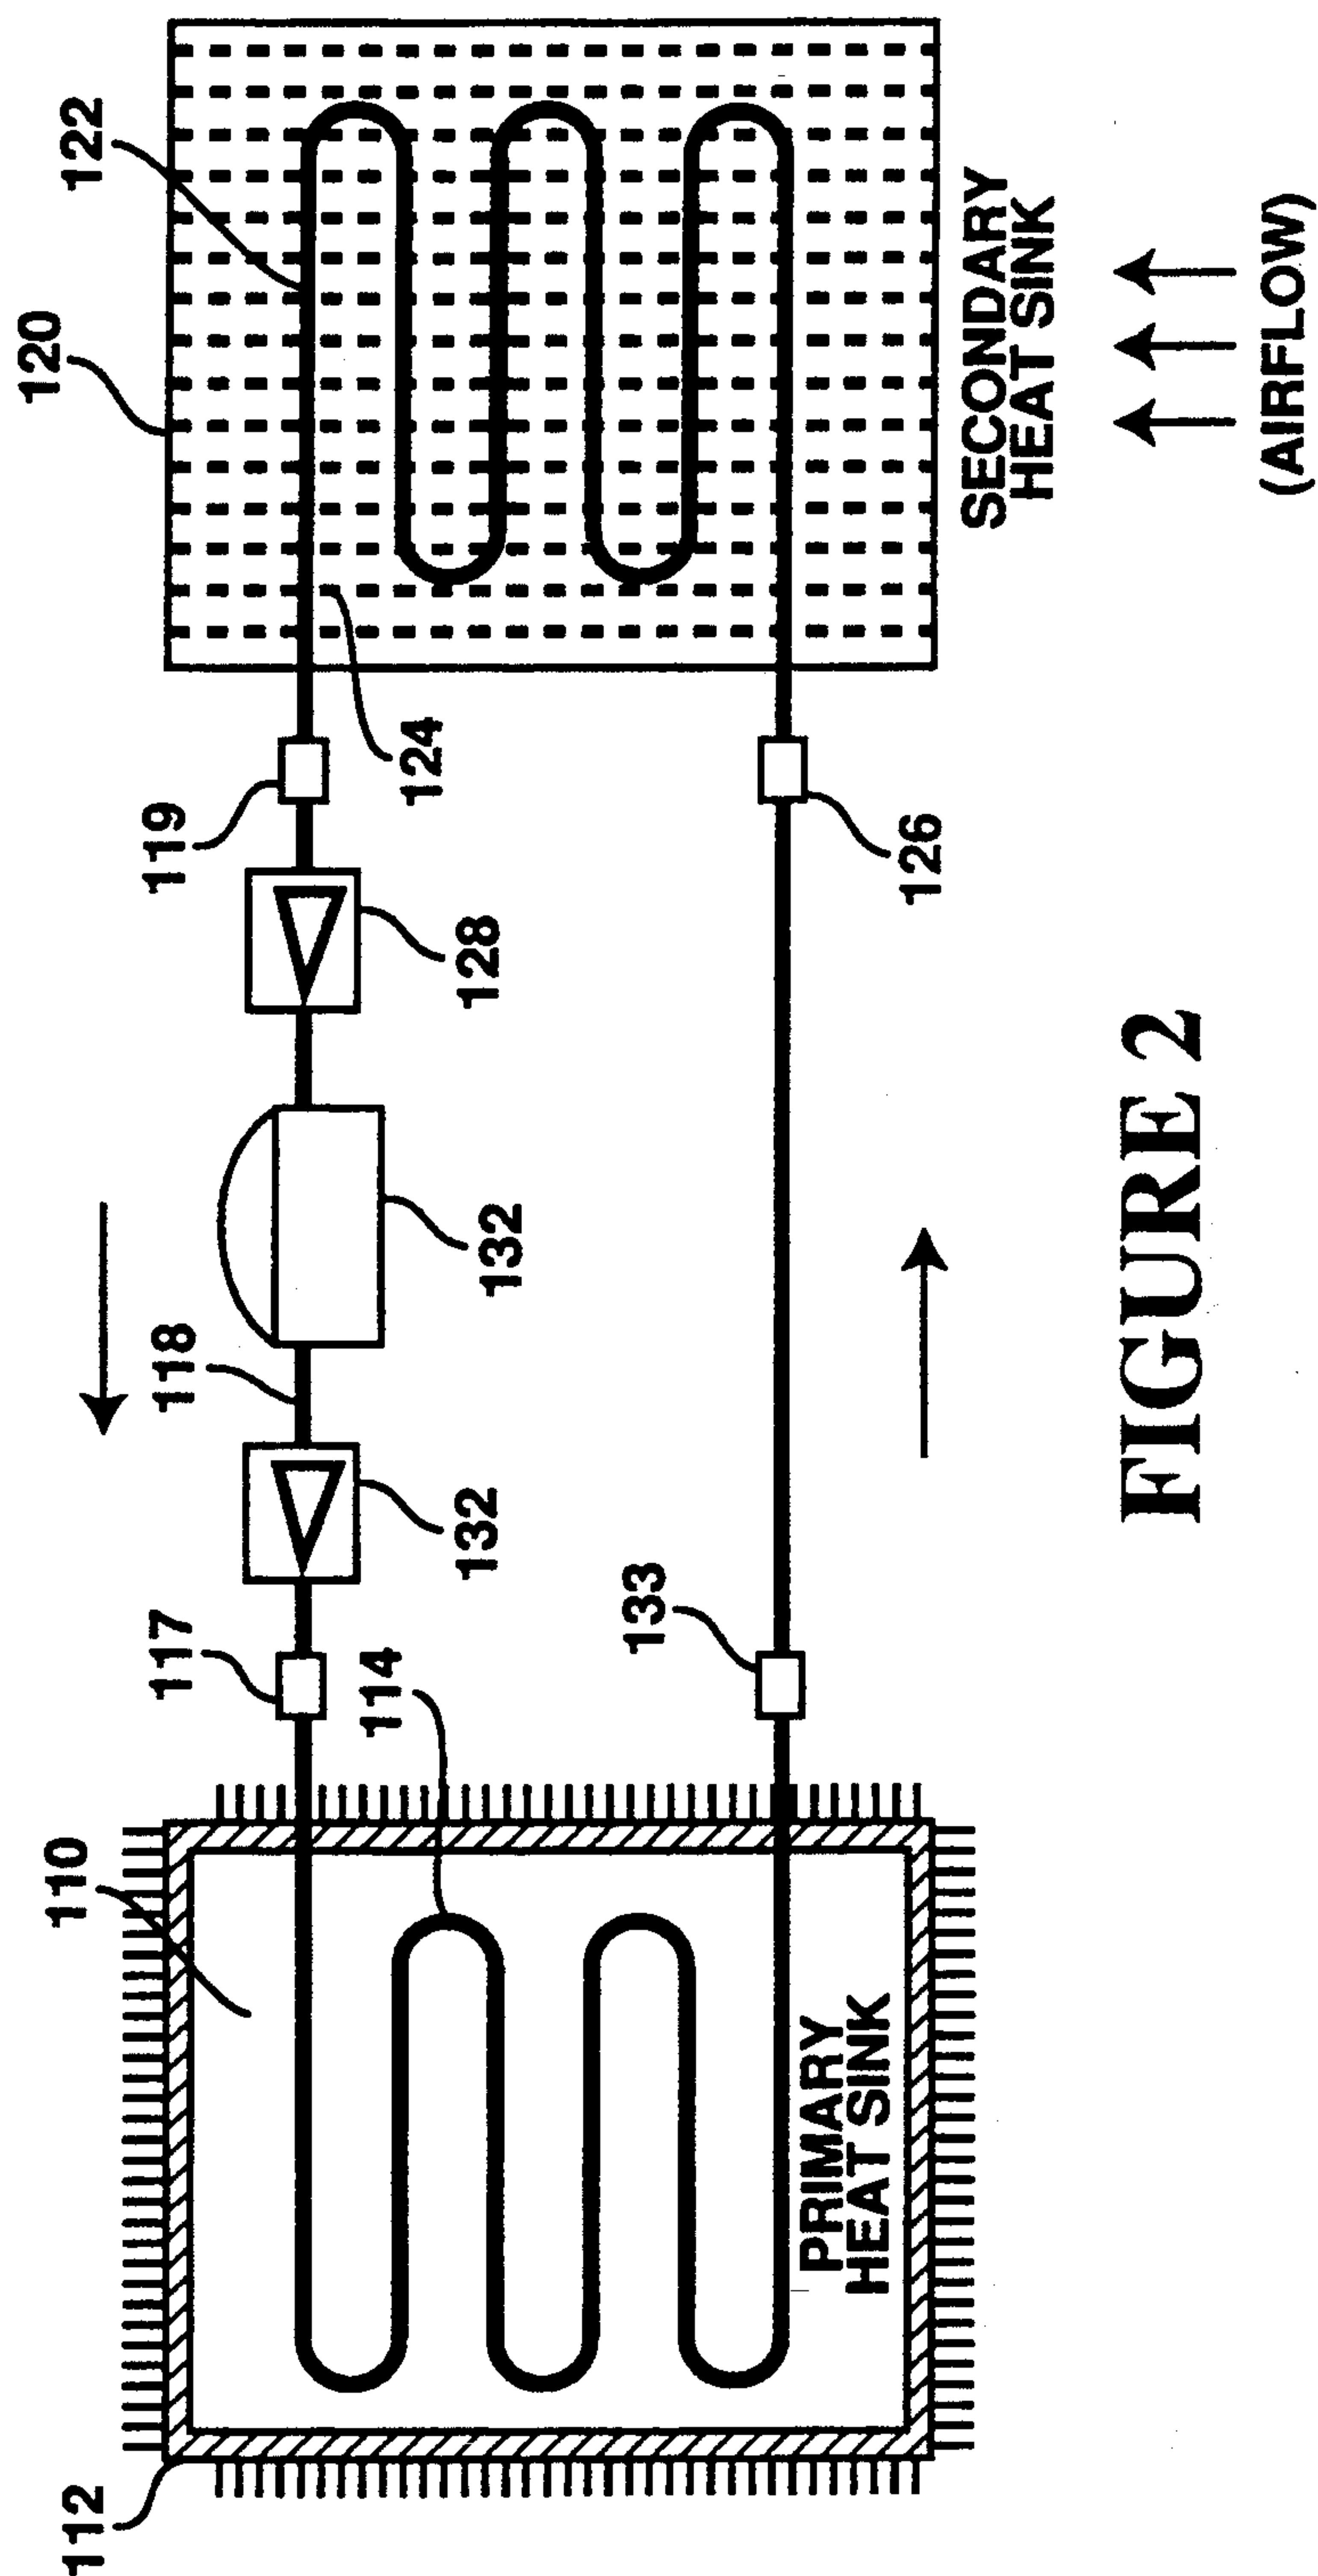 112
110
117
118
119
120
122
114
132
132
128
124
133
126
PRIMARY
HEAT SINK
SECONDARY
HEAT SINK
(AIRFLOW)
FIGURE 2